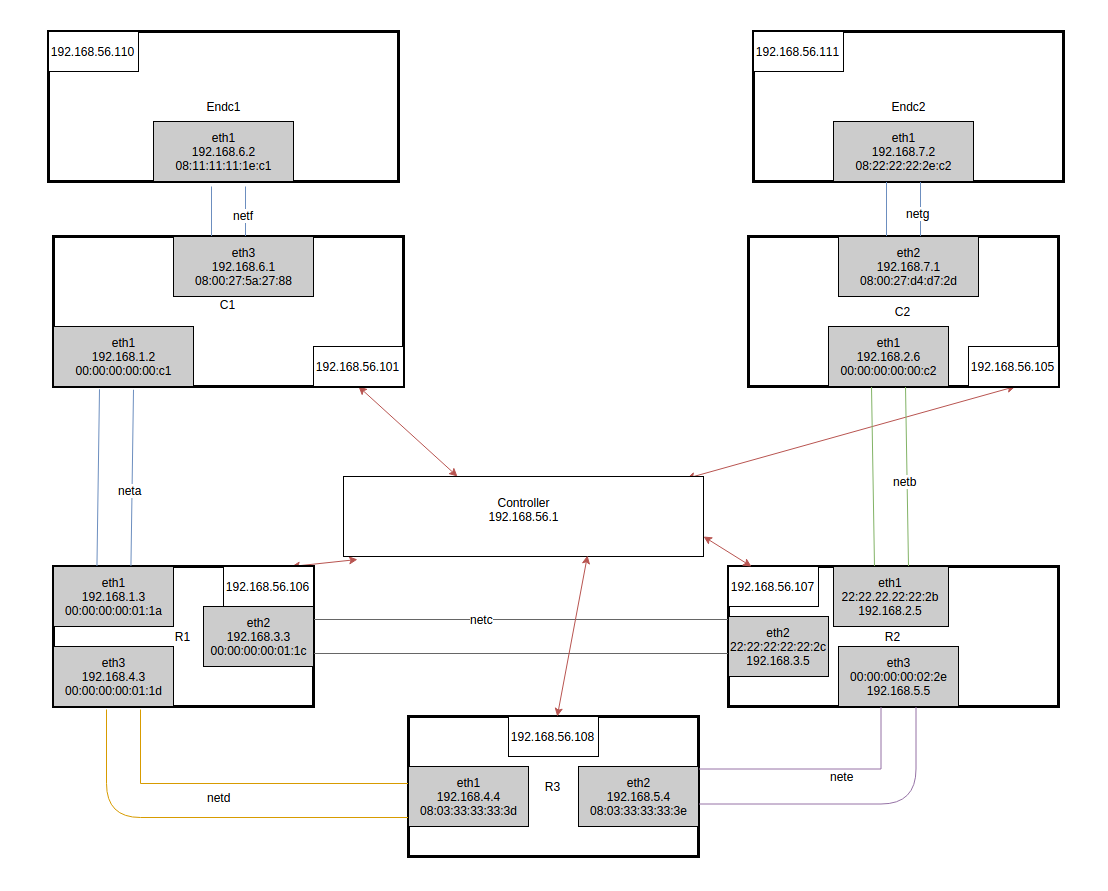 192.168.56.110
Endc1
eth1
192.168.6.2
08:11:11:11:1e:c1
192.168.56.111
Endc2
eth1
192.168.7.2
08:22:22:22:2e:c2
netf
netg
eth3
192.168.6.1
08:00:27:5a:27:88
C1
eth1
192.168.1.2
00:00:00:00:00:c1
192.168.56.101
eth2
192.168.7.1
08:00:27:d4:d7:2d
C2
eth1
192.168.2.6
00:00:00:00:00:c2
192.168.56.105
neta
netb
Controller
192.168.56.1
eth1
192.168.1.3
00:00:00:00:01:1a
192.168.56.106
R1
eth2
192.168.3.3
00:00:00:00:01:1c
eth3
192.168.4.3
00:00:00:00:01:1d
netc
192.168.56.107
eth1
22:22:22:22:22:2b
192.168.2.5
R2
eth2
22:22:22:22:22:2c
192.168.3.5
eth3
00:00:00:00:02:2e
192.168.5.5
192.168.56.108
R3
eth1
192.168.4.4
08:03:33:33:33:3d
eth2
192.168.5.4
08:03:33:33:33:3e
netd
nete